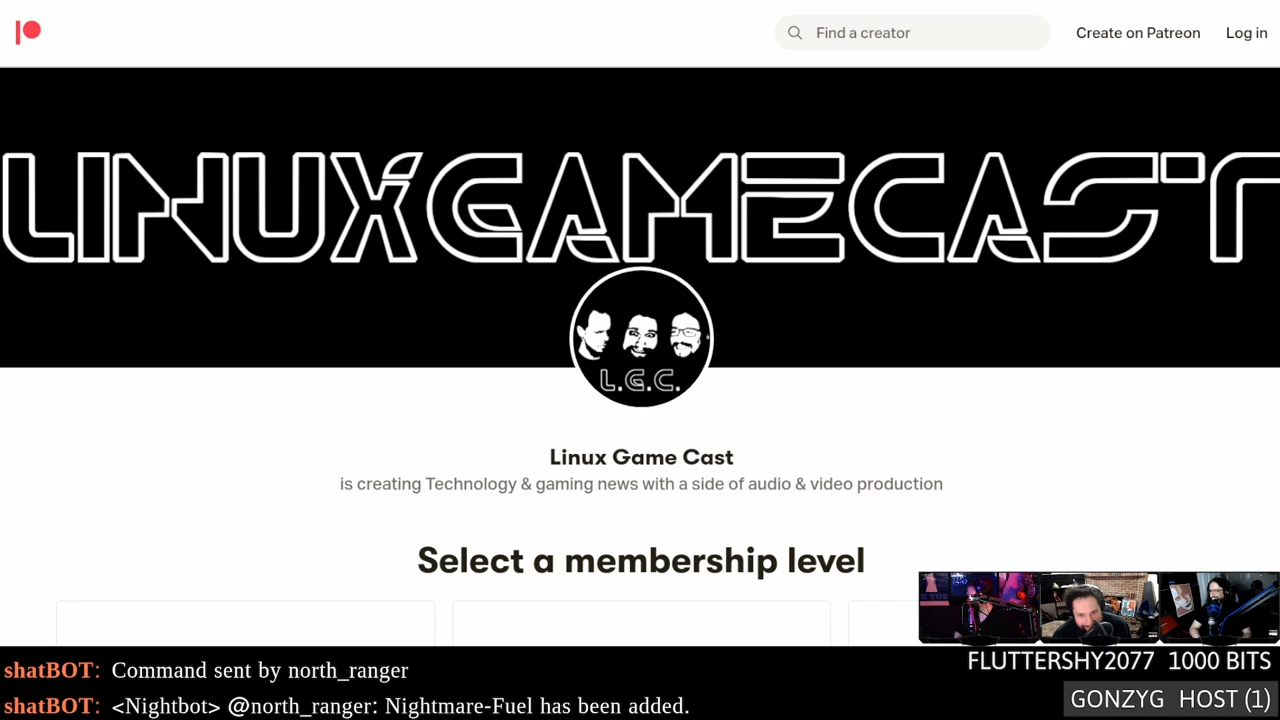 Find a creator
Create on Patreon
Log in
LINUXGAMECAST
L.G.C.
Linux Game Cast
is creating Technology & gaming news with a side of audio & video production
Select a membership level
FLUTTERSHY2077 1000 BITS
GONZYG HOST (1)
shatBOT: Command sent by north_ranger
shatBOT: <Nightbot> @north_ranger: Nightmare-Fuel has been added.